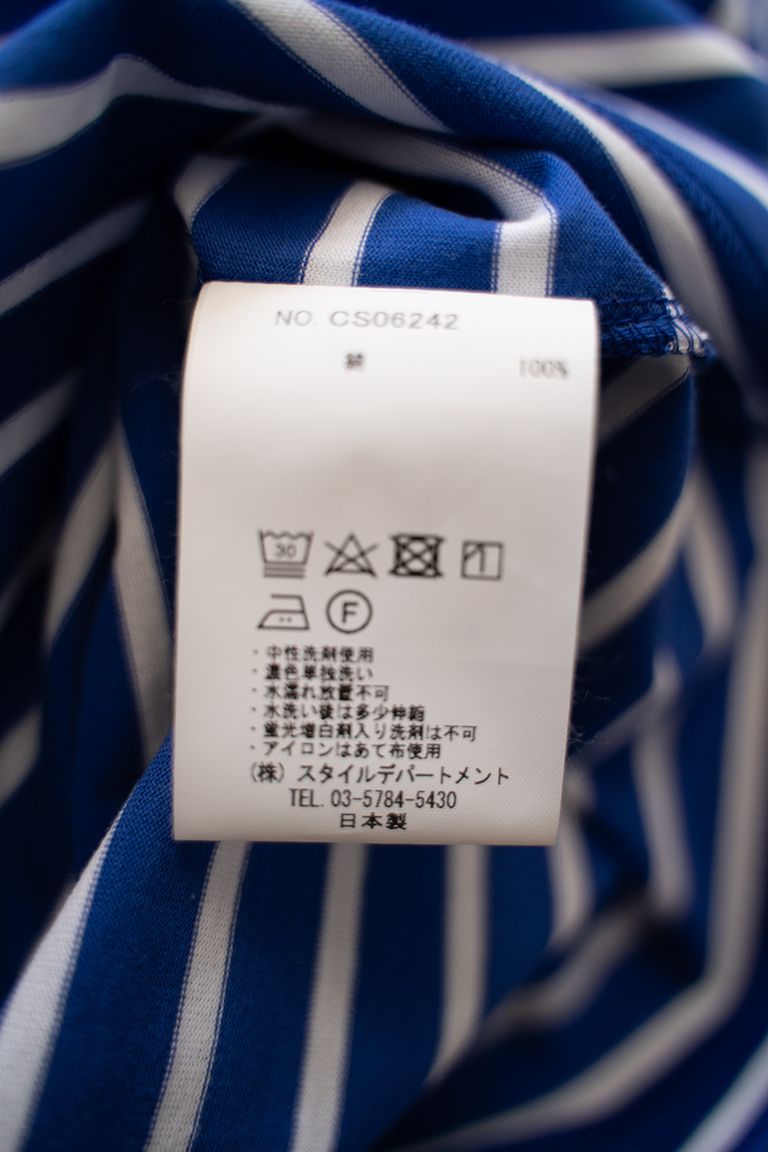 NO. CS06242
綿 100%
30
F
・中性洗剤使用
・濃色単独洗い
・水濡れ放置不可
・水洗い後は多少伸縮
・蛍光増白剤入り洗剤は不可
・アイロンはあて布使用
(株) スタイルデパートメント
TEL. 03-5784-5430
日本製